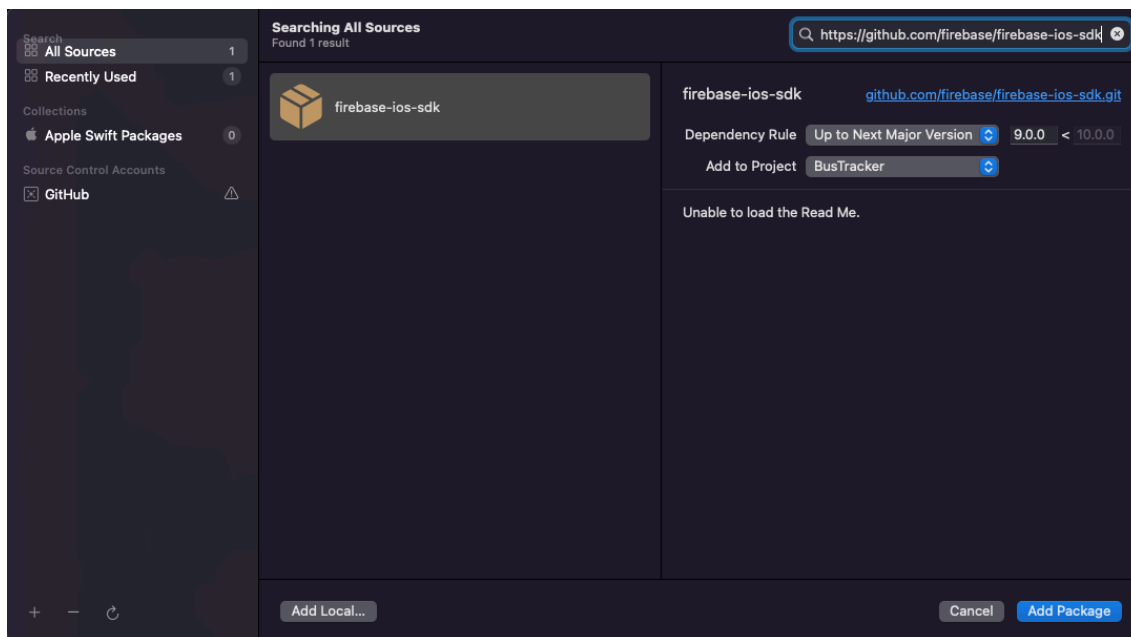 Search
All Sources 1
Recently Used 1
Collections
Apple Swift Packages 0
Source Control Accounts
GitHub
Searching All Sources
Found 1 result
https://github.com/firebase/firebase-ios-sdk
firebase-ios-sdk
firebase-ios-sdk github.com/firebase/firebase-ios-sdk.git
Dependency Rule Up to Next Major Version 9.0.0 < 10.0.0
Add to Project BusTracker
Unable to load the Read Me.
Add Local... Cancel Add Package